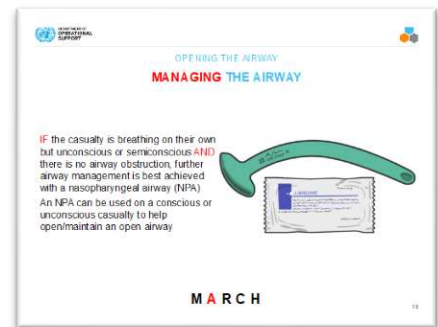 DEPARTMENT OF
OPERATIONAL
SUPPORT
OPENING THE AIRWAY
MANAGING THE AIRWAY
IF the casualty is breathing on their own
but unconscious or semiconscious AND
there is no airway obstruction, further
airway management is best achieved
with a nasopharyngeal airway (NPA)
An NPA can be used on a conscious or
unconscious casualty to help
open/maintain an open airway
MARCH